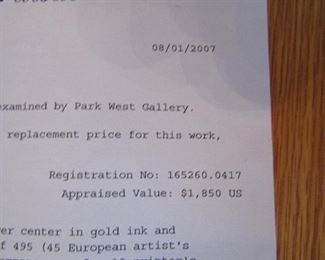 08/01/2007
examined by Park West Gallery.
replacement price for this work,
Registration No: 165260.0417
Appraised Value: $1,850 US
er center in gold ink and
f 495 (45 European artist's